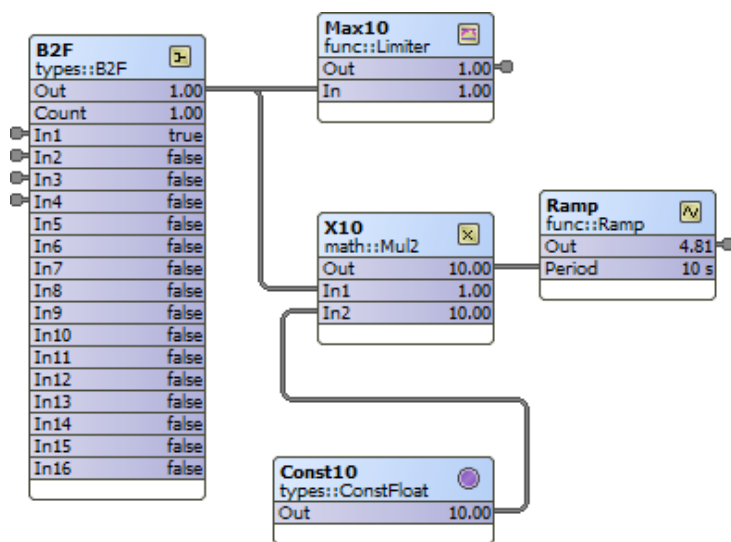 B2F
types::B2F
Out 1.00
Count 1.00
In1 true
In2 false
In3 false
In4 false
In5 false
In6 false
In7 false
In8 false
In9 false
In10 false
In11 false
In12 false
In13 false
In14 false
In15 false
In16 false
Max10
func::Limiter
Out 1.00
In 1.00
X10
math::Mul2
Out 10.00
In1 1.00
In2 10.00
Ramp
func::Ramp
Out 4.81
Period 10 s
Const10
types::ConstFloat
Out 10.00